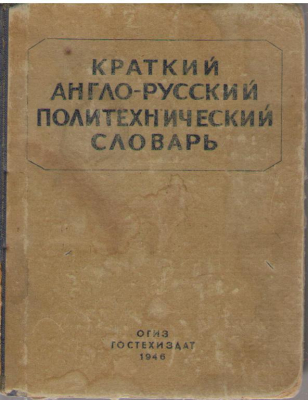 КРАТКИЙ
АНГЛО-РУССКИЙ
ПОЛИТЕХНИЧЕСКИЙ
СЛОВАРЬ
ОГИЗ
ГОСТЕХИЗДАТ
1946